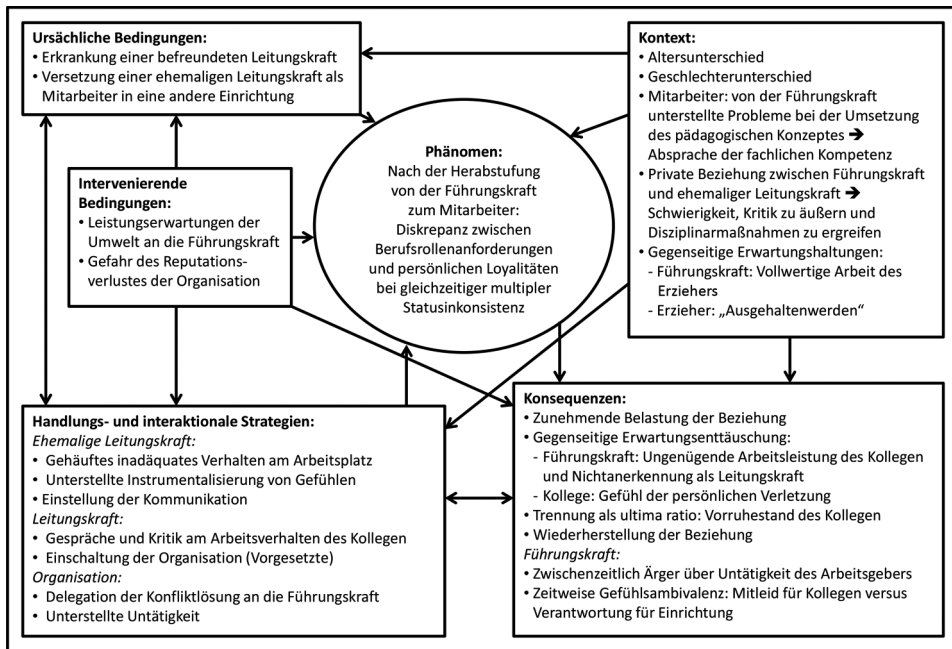 Ursächliche Bedingungen:
• Erkrankung einer befreundeten Leitungskraft
• Versetzung einer ehemaligen Leitungskraft als
Mitarbeiter in eine andere Einrichtung
Kontext:
• Altersunterschied
• Geschlechterunterschied
• Mitarbeiter: von der Führungskraft
unterstellte Probleme bei der Umsetzung
des pädagogischen Konzeptes ➔
Absprache der fachlichen Kompetenz
• Private Beziehung zwischen Führungskraft
und ehemaliger Leitungskraft ➔
Schwierigkeit, Kritik zu äußern und
Disziplinarmaßnahmen zu ergreifen
• Gegenseitige Erwartungshaltungen:
- Führungskraft: Vollwertige Arbeit des
Erziehers
- Erzieher: „Ausgehaltenwerden“
Phänomen:
Nach der Herabstufung
von der Führungskraft
zum Mitarbeiter:
Diskrepanz zwischen
Berufsrollenanforderungen
und persönlichen Loyalitäten
bei gleichzeitiger multipler
Statusinkonsistenz
Intervenierende
Bedingungen:
• Leistungserwartungen der
Umwelt an die Führungskraft
• Gefahr des Reputations-
verlustes der Organisation
Handlungs- und interaktionale Strategien:
Ehemalige Leitungskraft:
• Gehäuftes inadäquates Verhalten am Arbeitsplatz
• Unterstellte Instrumentalisierung von Gefühlen
• Einstellung der Kommunikation
Leitungskraft:
• Gespräche und Kritik am Arbeitsverhalten des Kollegen
• Einschaltung der Organisation (Vorgesetzte)
Organisation:
• Delegation der Konfliktlösung an die Führungskraft
• Unterstellte Untätigkeit
Konsequenzen:
• Zunehmende Belastung der Beziehung
• Gegenseitige Erwartungsenttäuschung:
- Führungskraft: Ungenügende Arbeitsleistung des Kollegen
und Nichtanerkennung als Leitungskraft
- Kollege: Gefühl der persönlichen Verletzung
• Trennung als ultima ratio: Vorruhestand des Kollegen
• Wiederherstellung der Beziehung
Führungskraft:
• Zwischenzeitlich Ärger über Untätigkeit des Arbeitsgebers
• Zeitweise Gefühlsambivalenz: Mitleid für Kollegen versus
Verantwortung für Einrichtung